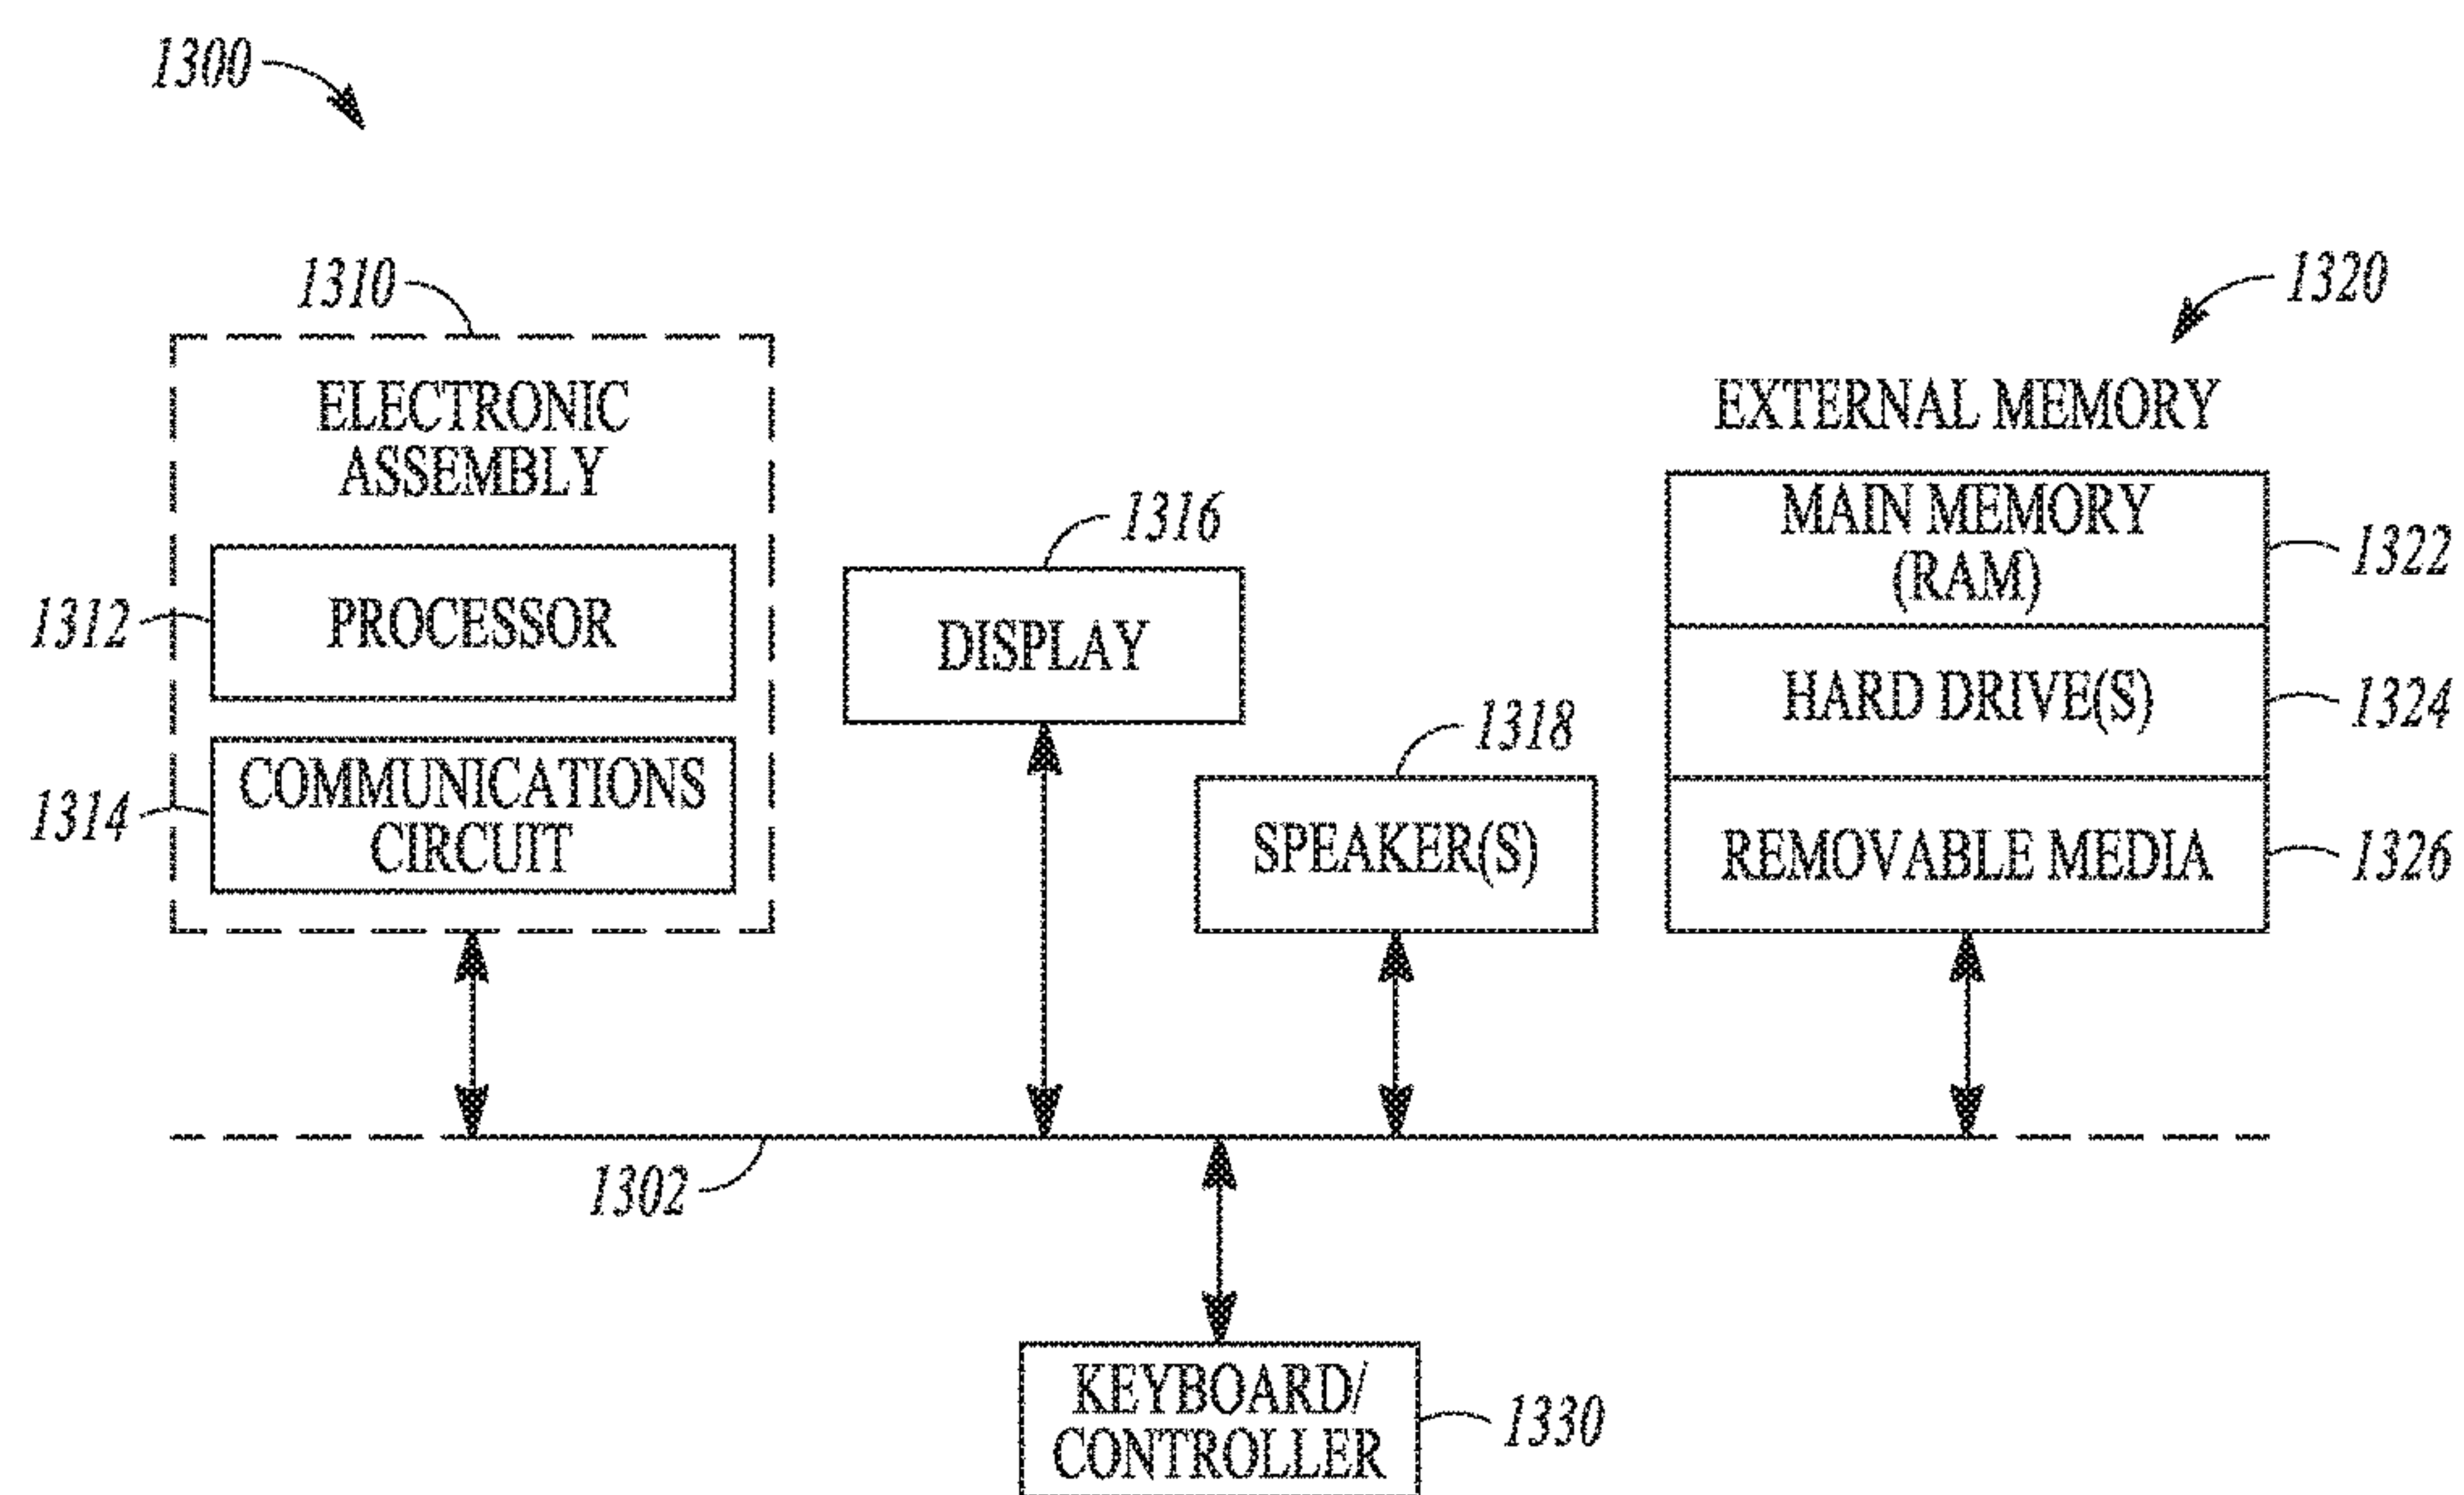 1300
1310
1320
ELECTRONIC
ASSEMBLY
EXTERNAL MEMORY
1316
MAIN MEMORY
(RAM)
1322
1312
PROCESSOR
DISPLAY
HARD DRIVE(S)
1324
1318
1314
COMMUNICATIONS
CIRCUIT
SPEAKER(S)
REMOVABLE MEDIA
1326
1302
KEYBOARD/
CONTROLLER
1330